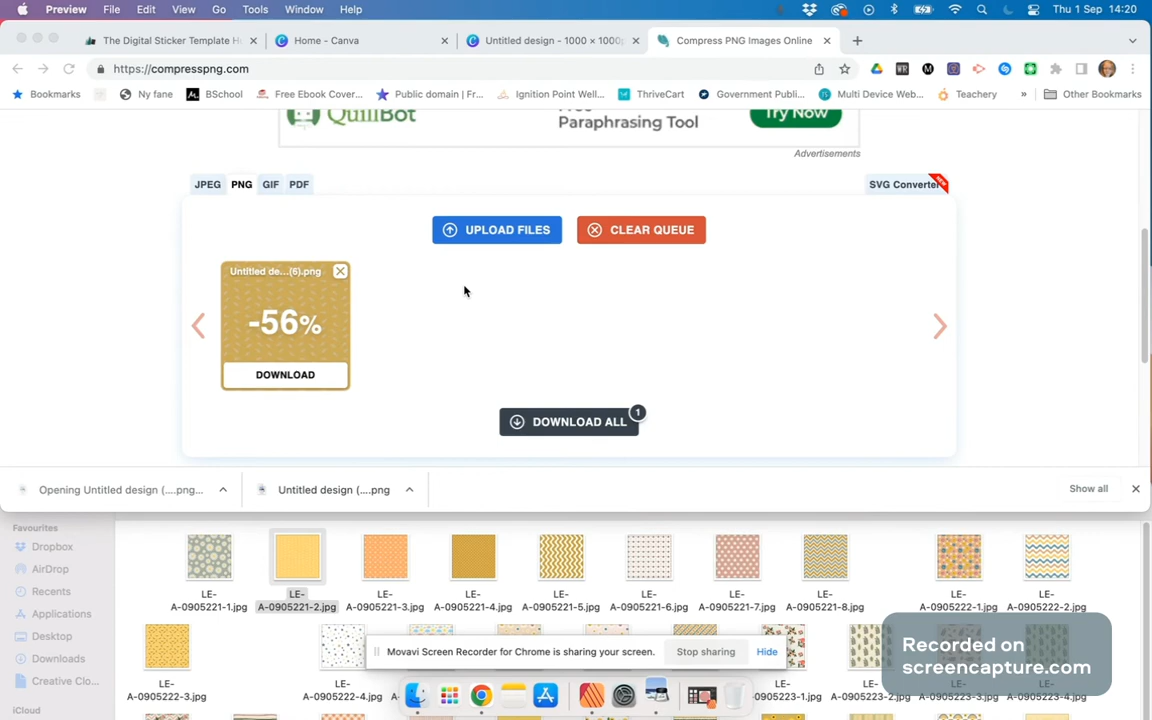 Preview File Edit View Go Tools Window Help Thu 1 Sep 14:20
The Digital Sticker Template H Home - Canva Untitled design - 1000 × 1000p Compress PNG Images Online
https://compresspng.com
Bookmarks Ny fane BSchool Free Ebook Cover... Public domain | Fr... Ignition Point Well... ThriveCart Government Publi... Multi Device Web... Teachery » Other Bookmarks
QuillBot Paraphrasing Tool Try Now
Advertisements
JPEG PNG GIF PDF SVG Converter
UPLOAD FILES CLEAR QUEUE
Untitled de...(6).png
-56%
DOWNLOAD
DOWNLOAD ALL 1
Opening Untitled design (....png... Untitled design (....png Show all
Favourites
Dropbox
AirDrop
Recents
Applications
Desktop
Downloads
Creative Clo...
iCloud
LE-A-0905221-1.jpg LE-A-0905221-2.jpg LE-A-0905221-3.jpg LE-A-0905221-4.jpg LE-A-0905221-5.jpg LE-A-0905221-6.jpg LE-A-0905221-7.jpg LE-A-0905221-8.jpg LE-A-0905222-1.jpg LE-A-0905222-2.jpg
LE-A-0905222-3.jpg LE-A-0905222-4.jpg
Movavi Screen Recorder for Chrome is sharing your screen. Stop sharing Hide
Recorded on
screencapture.com